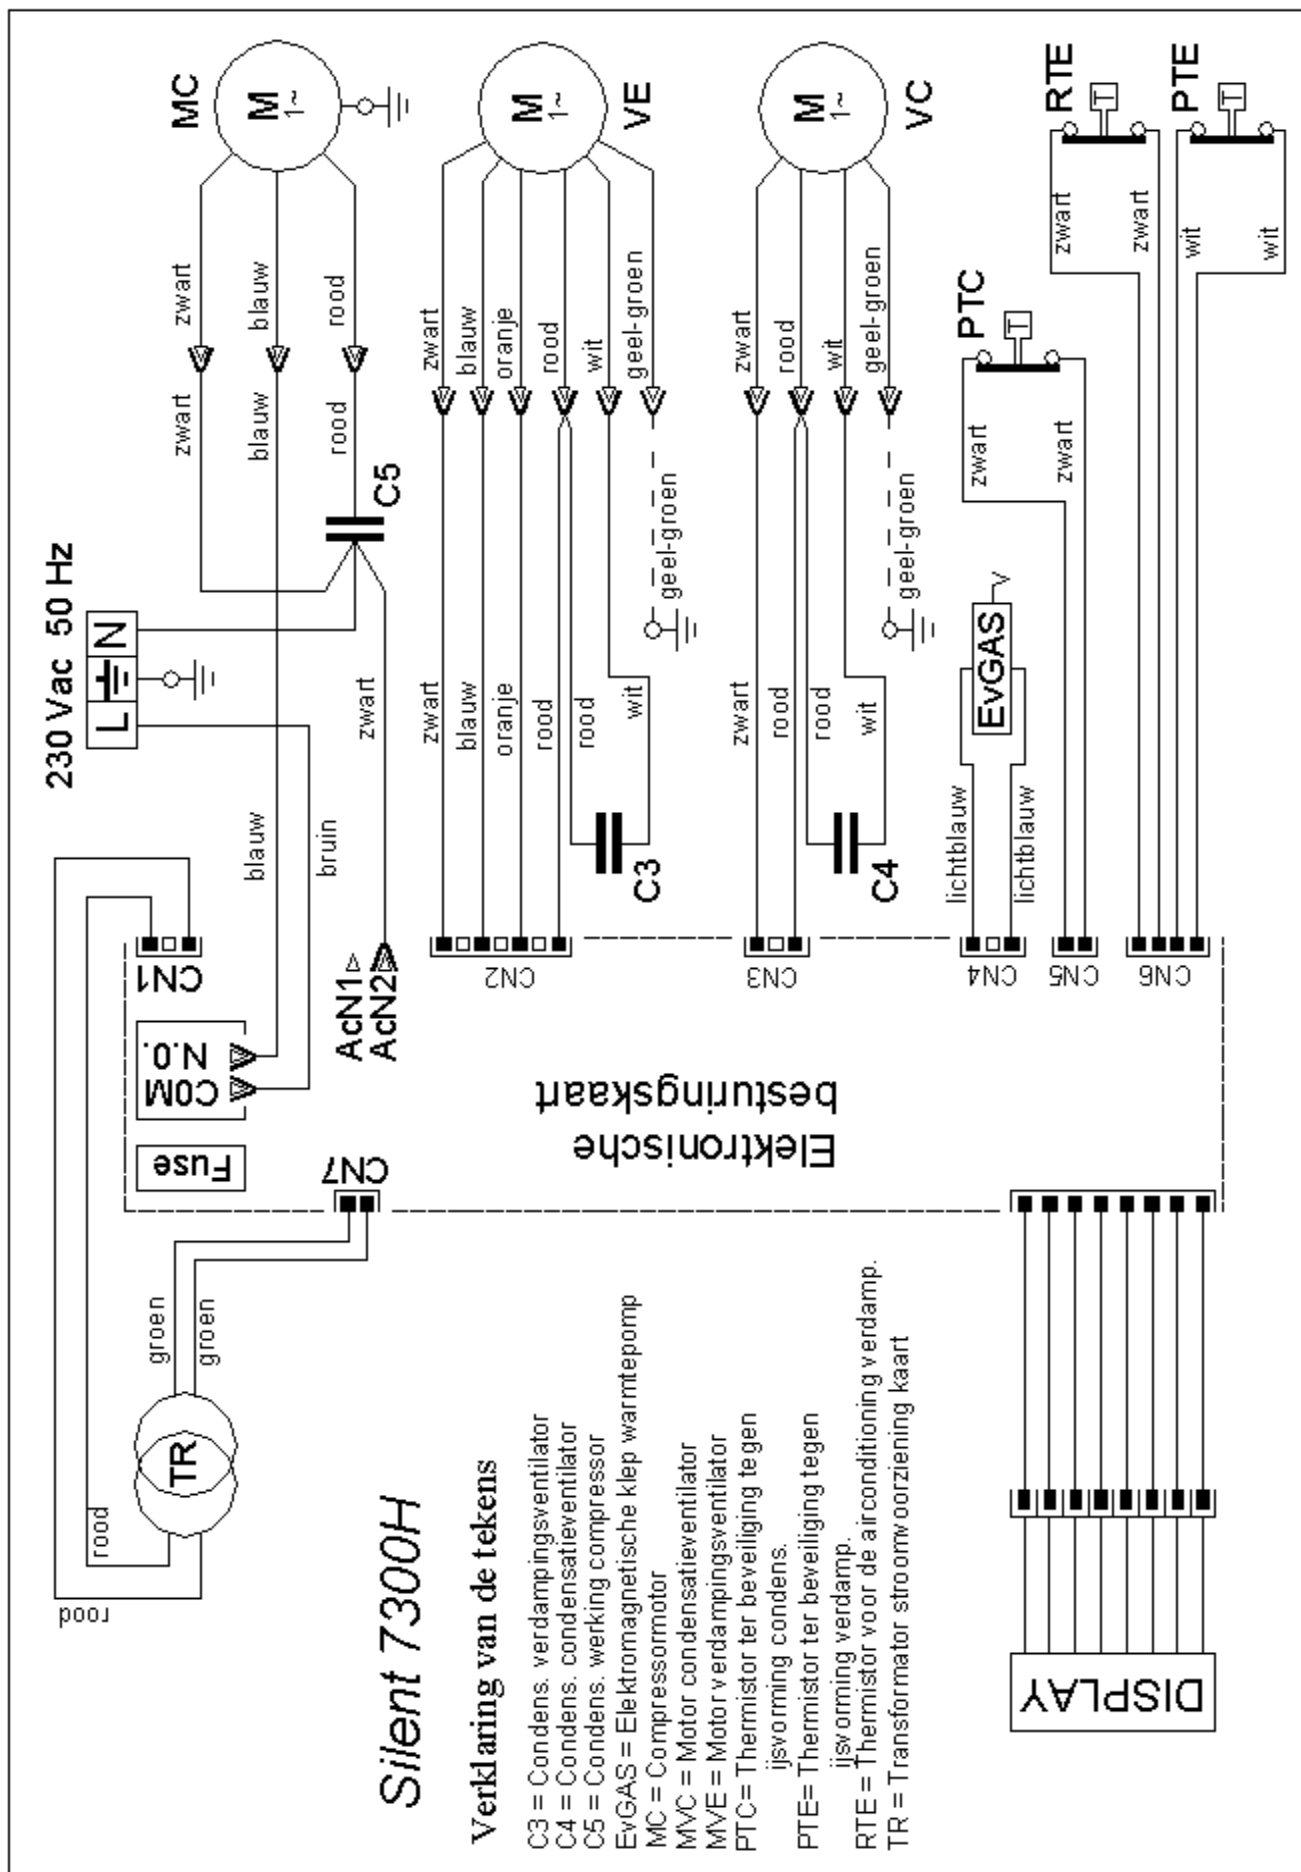 Silent 7300H
Verklaring van de tekens
C3 = Condens. verdampingsventilator
C4 = Condens. condensatieventilator
C5 = Condens. werking compressor
EvGAS = Elektromagnetische klep warmtepomp
MC = Compressormotor
MVC = Motor condensatieventilator
MVE = Motor verdampingsventilator
PTC= Thermistor ter beveiliging tegen
ijsvorming condens.
PTE= Thermistor ter beveiliging tegen
ijsvorming verdamp.
RTE = Thermistor voor de airconditioning verdamp.
TR = Transformator stroomvoorziening kaart
rood
rood
TR
groen
groen
CN7
Fuse
COM
N.O.
CN1
AcN1
AcN2
Elektronische
besturingskaart
DISPLAY
CN2
CN3
CN4
CN5
CN6
230 Vac 50 Hz
L
N
blauw
bruin
zwart
C5
zwart
blauw
rood
zwart
blauw
rood
MC
M
1~
zwart
blauw
oranje
rood
rood
wit
C3
geel-groen
zwart
blauw
oranje
rood
wit
geel-groen
M
1~
VE
zwart
rood
rood
wit
C4
geel-groen
zwart
rood
wit
geel-groen
M
1~
VC
lichtblauw
lichtblauw
EvGAS
V
zwart
zwart
PTC
T
zwart
zwart
RTE
T
wit
wit
PTE
T